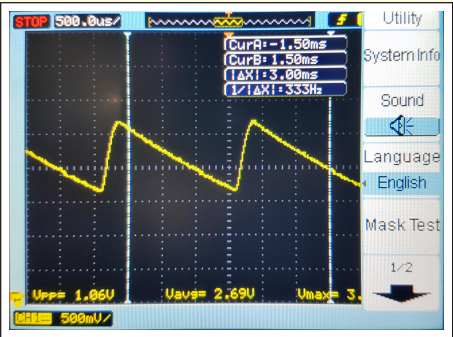 STOP 500.0us/
Utility
CurA:-1.50ms
CurB: 1.50ms
|ΔX|:3.00ms
1/|ΔX|:333Hz
System Info
Sound
Language
English
Mask Test
1/2
Vpp= 1.06V Vavg= 2.69V Vmax= 3.
CH1= 500mV/